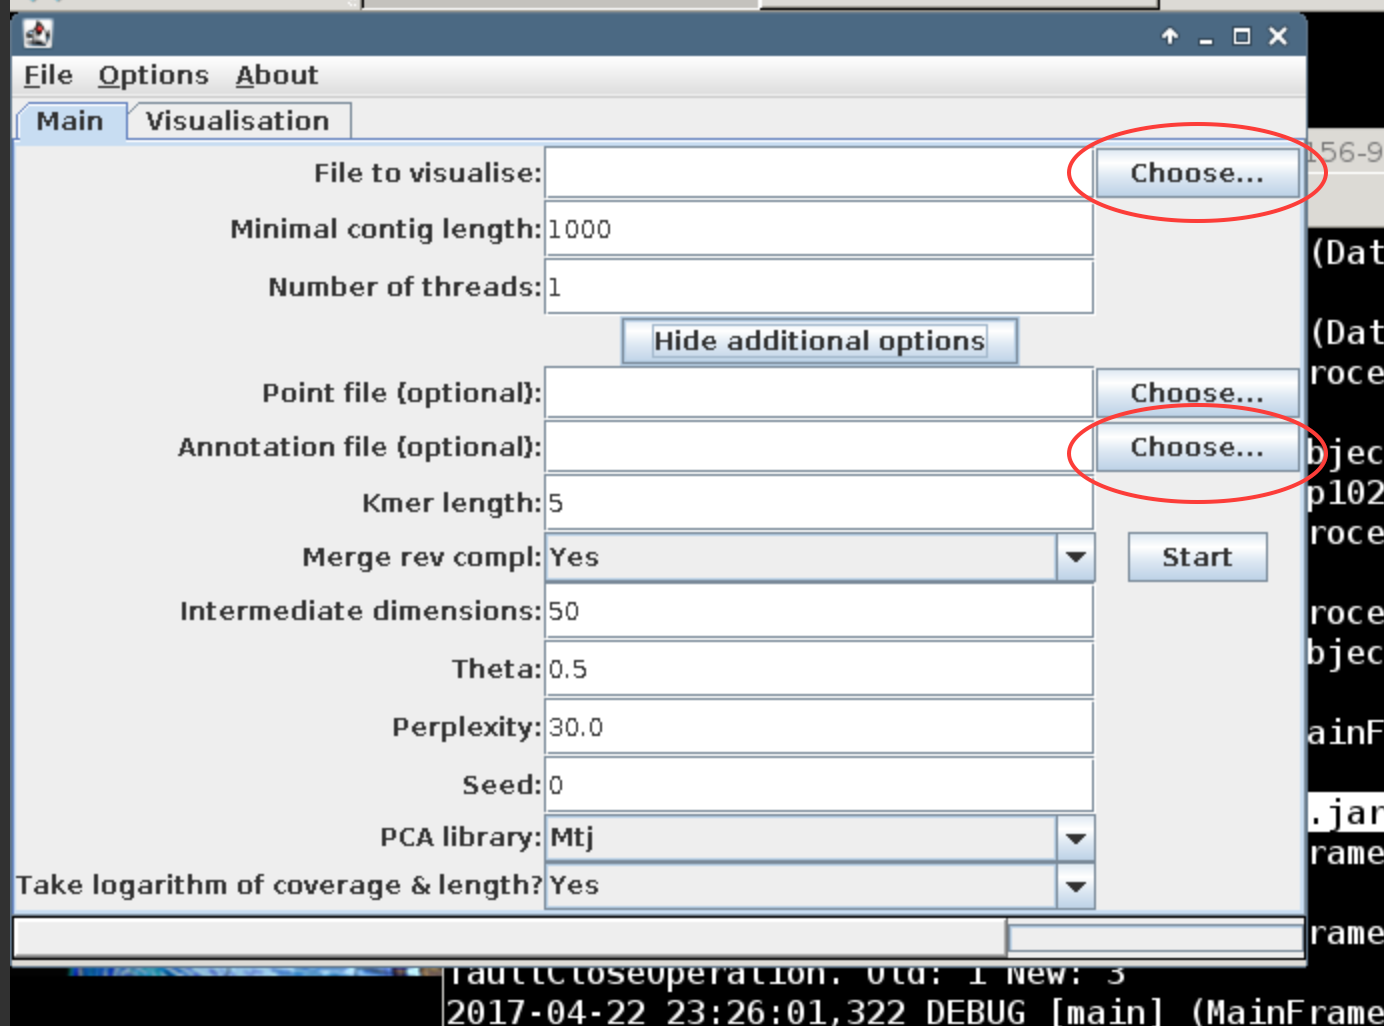 File Options About
Main Visualisation
156-9
File to visualise: Choose...
Minimal contig length: 1000
(Dat
Number of threads: 1
Hide additional options
(Dat
roce
Point file (optional): Choose...
Annotation file (optional): Choose...
bjec
Kmer length: 5
p102
roce
Merge rev compl: Yes Start
Intermediate dimensions: 50
roce
bjec
Theta: 0.5
Perplexity: 30.0
ainF
Seed: 0
.jar
PCA library: Mtj
rame
Take logarithm of coverage & length? Yes
rame
faultCloseOperation. Old: 1 New: 3
2017-04-22 23:26:01,322 DEBUG [main] (MainFrame